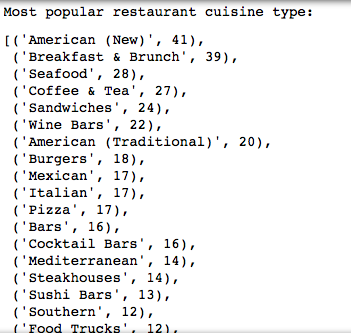 Most popular restaurant cuisine type:
[('American (New)', 41),
('Breakfast & Brunch', 39),
('Seafood', 28),
('Coffee & Tea', 27),
('Sandwiches', 24),
('Wine Bars', 22),
('American (Traditional)', 20),
('Burgers', 18),
('Mexican', 17),
('Italian', 17),
('Pizza', 17),
('Bars', 16),
('Cocktail Bars', 16),
('Mediterranean', 14),
('Steakhouses', 14),
('Sushi Bars', 13),
('Southern', 12),
('Food Trucks', 12),